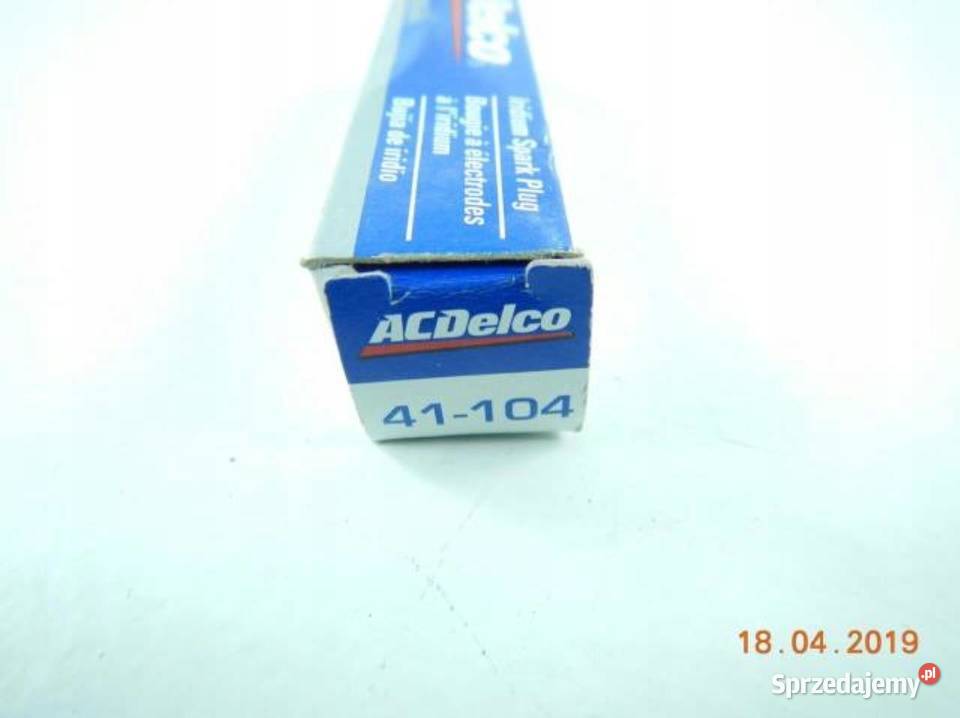 Iridium Spark Plug
Bougie à électrodes
à l'iridium
Bujía de iridio
ACDelco
41-104
18.04.2019
Sprzedajemy.pl